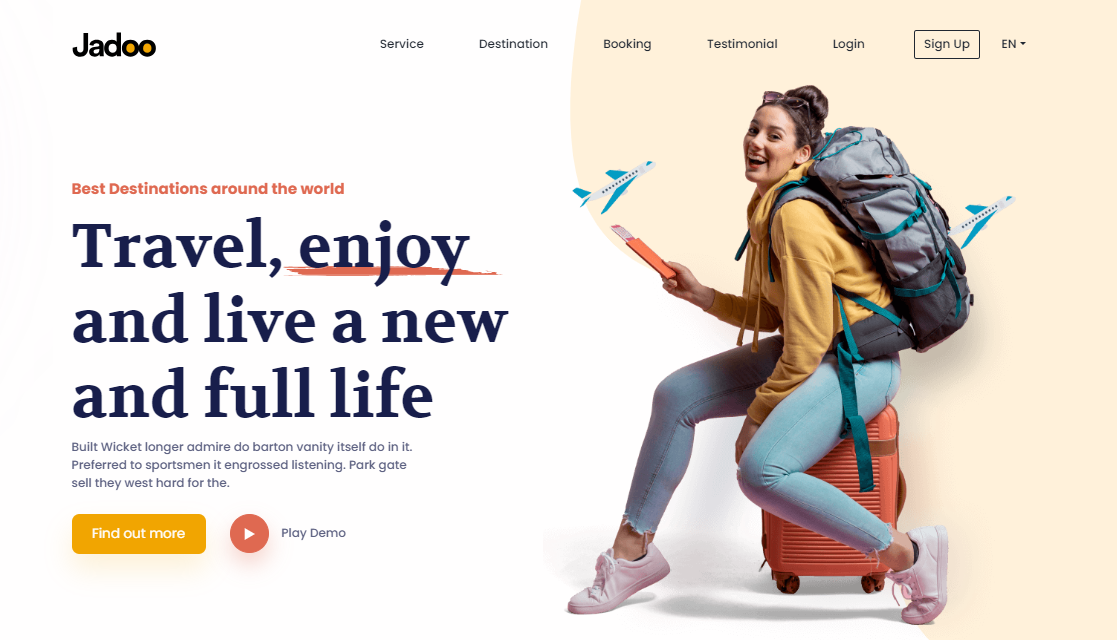 Jadoo
Service Destination Booking Testimonial Login Sign Up EN
Best Destinations around the world
Travel, enjoy
and live a new
and full life
Built Wicket longer admire do barton vanity itself do in it.
Preferred to sportsmen it engrossed listening. Park gate
sell they west hard for the.
Find out more Play Demo